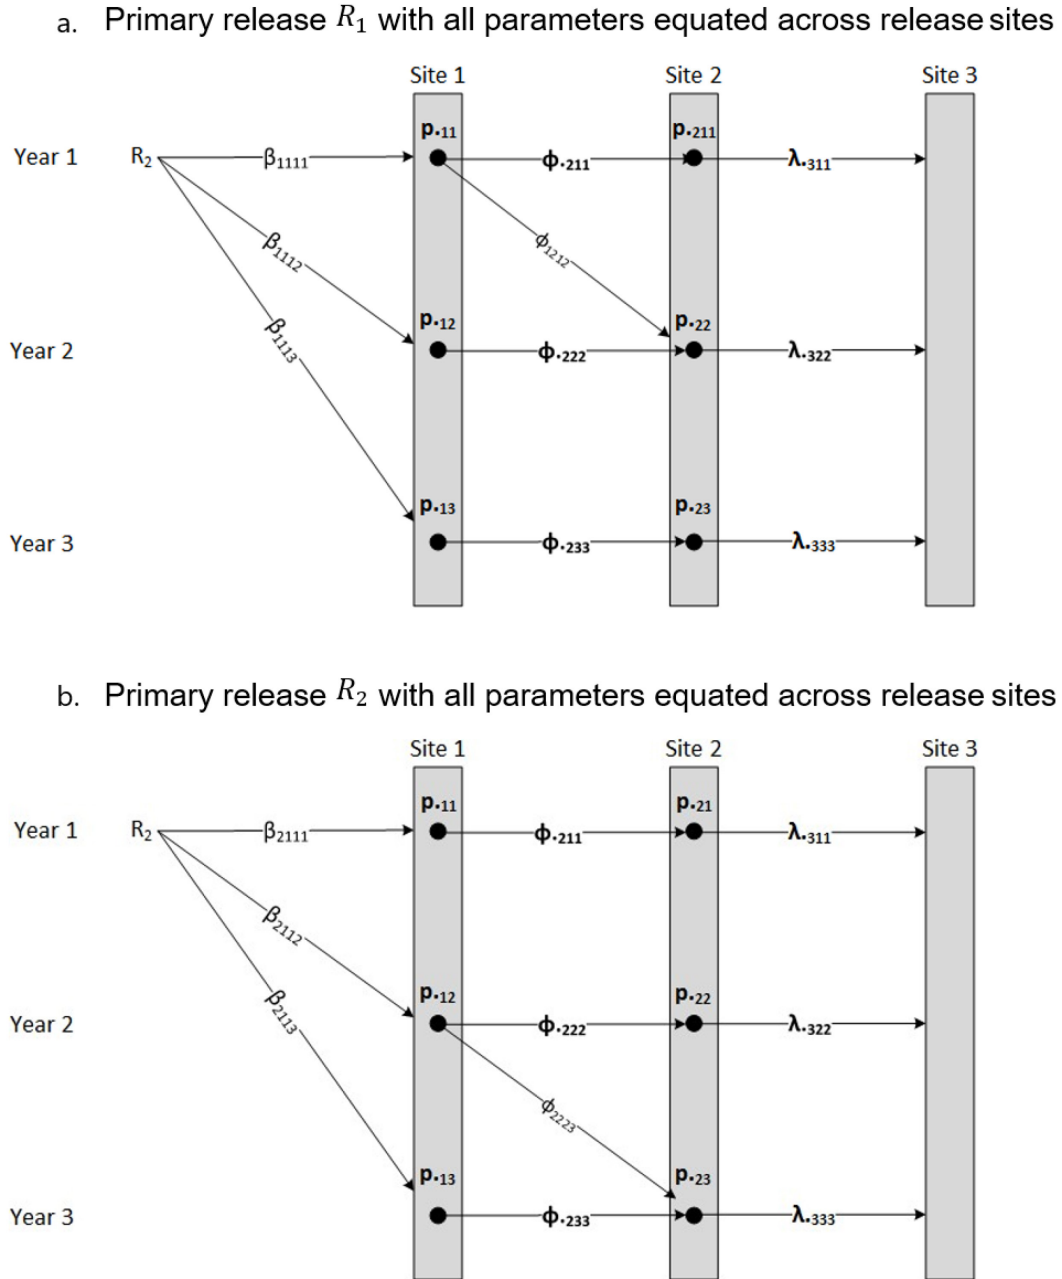 a. Primary release R₁ with all parameters equated across release sites
Site 1 Site 2 Site 3
p.₁₁ p.₂₁₁
Year 1 R₂ β₁₁₁₁ ϕ.₂₁₁ λ.₃₁₁
β₁₁₁₂ ϕ₁₂₁₂
p.₁₂ p.₂₂
β₁₁₁₃
Year 2 ϕ.₂₂₂ λ.₃₂₂
p.₁₃ p.₂₃
Year 3 ϕ.₂₃₃ λ.₃₃₃
b. Primary release R₂ with all parameters equated across release sites
Site 1 Site 2 Site 3
p.₁₁ p.₂₁
Year 1 R₂ β₂₁₁₁ ϕ.₂₁₁ λ.₃₁₁
β₂₁₁₂
p.₁₂ p.₂₂
β₂₁₁₃
Year 2 ϕ.₂₂₂ λ.₃₂₂
ϕ₂₂₂₃
p.₁₃ p.₂₃
Year 3 ϕ.₂₃₃ λ.₃₃₃